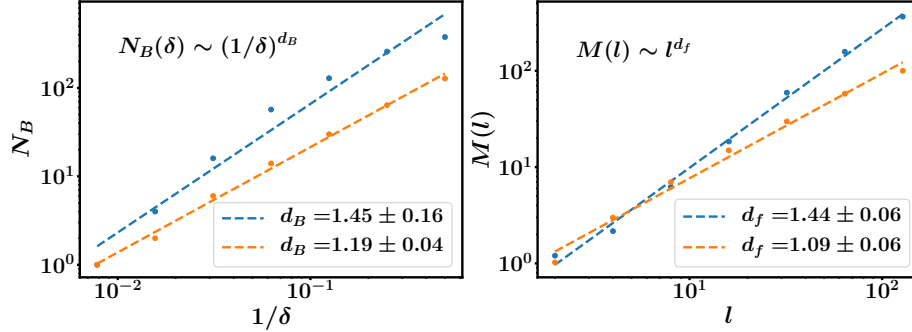 N_B(δ) ∼ (1/δ)^{d_B}
N_B
10^2
10^1
10^0
d_B =1.45 ± 0.16
d_B =1.19 ± 0.04
10^{−2}
10^{−1}
1/δ
M(l) ∼ l^{d_f}
M(l)
10^2
10^1
10^0
d_f =1.44 ± 0.06
d_f =1.09 ± 0.06
10^1
10^2
l